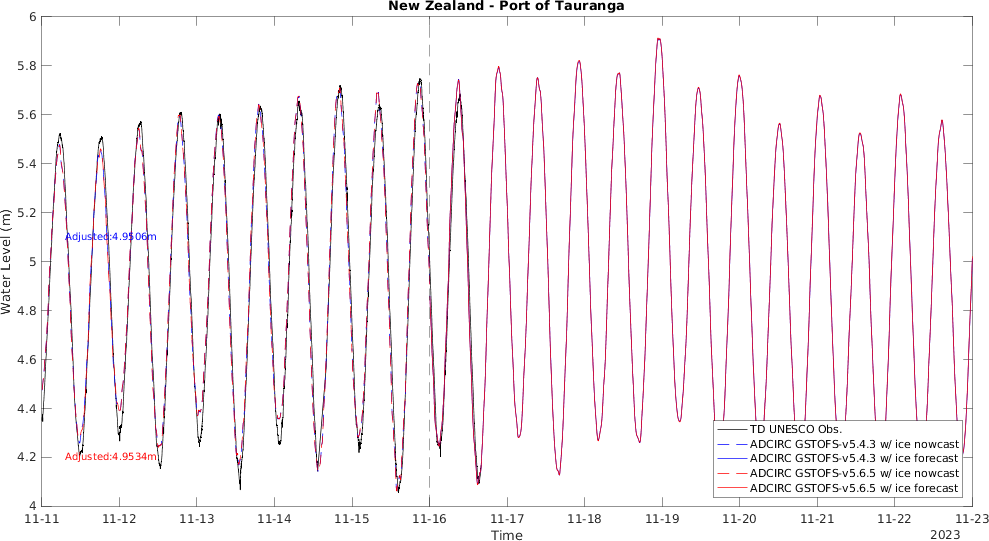 New Zealand - Port of Tauranga
6
5.8
5.6
5.4
5.2
5
4.8
4.6
4.4
4.2
4
Water Level (m)
Adjusted:4.9506m
Adjusted:4.9534m
TD UNESCO Obs.
ADCIRC GSTOFS-v5.4.3 w/ ice nowcast
ADCIRC GSTOFS-v5.4.3 w/ ice forecast
ADCIRC GSTOFS-v5.6.5 w/ ice nowcast
ADCIRC GSTOFS-v5.6.5 w/ ice forecast
11-11 11-12 11-13 11-14 11-15 11-16 11-17 11-18 11-19 11-20 11-21 11-22 11-23
Time
2023